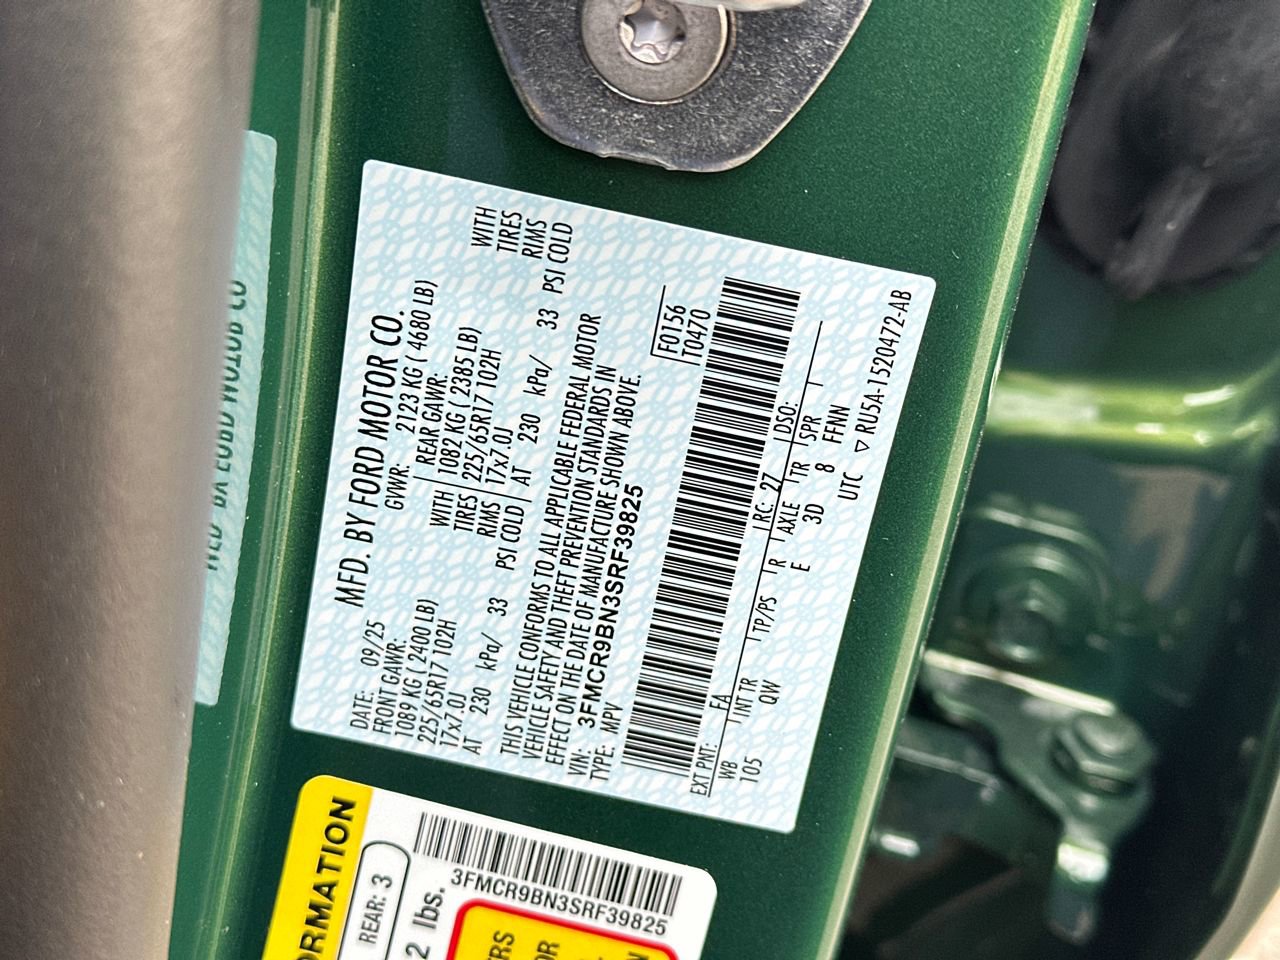 MFD. BY FORD MOTOR CO.
DATE: 09/25 GVWR: 2123 KG ( 4680 LB)
FRONT GAWR: REAR GAWR:
1089 KG ( 2400 LB) WITH 1082 KG ( 2385 LB) WITH
225/65R17 102H TIRES 225/65R17 102H TIRES
17x7.0J RIMS 17x7.0J RIMS
AT 230 kPa/ 33 PSI COLD AT 230 kPa/ 33 PSI COLD
THIS VEHICLE CONFORMS TO ALL APPLICABLE FEDERAL MOTOR
VEHICLE SAFETY AND THEFT PREVENTION STANDARDS IN
EFFECT ON THE DATE OF MANUFACTURE SHOWN ABOVE.
VIN: 3FMCR9BN3SRF39825
TYPE: MPV
F0156
T0470
EXT PNT: FA RC: 27 DSO:
WB INT TR TP/PS R AXLE TR SPR
105 QW E 3D 8 FFNN
UTC ▽ RU5A-1520472-AB
ORMATION
REAR: 3
2 lbs.
3FMCR9BN3SRF39825
ERS
OR